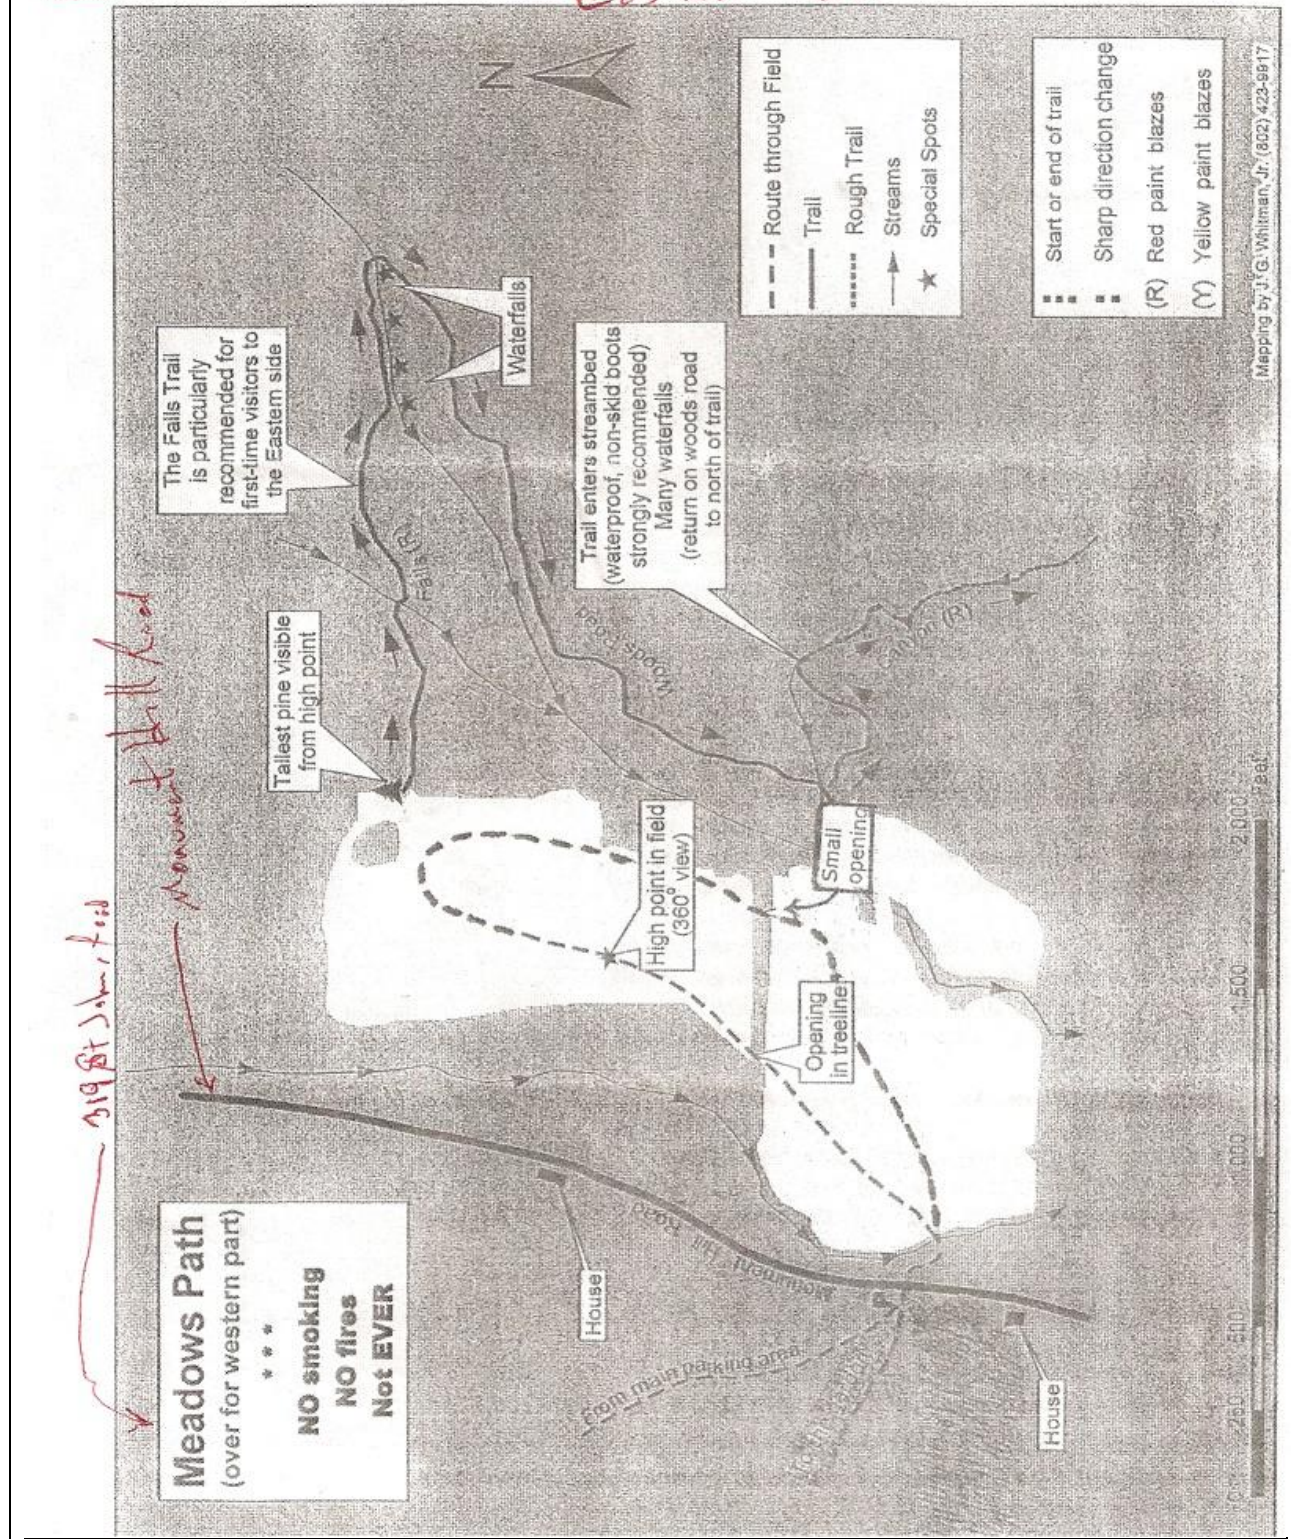 Meadows Path
(over for western part)
* * *
NO smoking
NO fires
Not EVER
The Falls Trail
is particularly
recommended for
first-time visitors to
the Eastern side
Tallest pine visible
from high point
Falls (R)
Waterfalls
N
Trail enters streambed
(waterproof, non-skid boots
strongly recommended)
Many waterfalls
(return on woods road
to north of trail)
Woods road
Canyon (R)
High point in field
(360° view)
Small
opening
Opening
in treeline
House
Monument Hill Road
From main parking area
House
Route through Field
Trail
Rough Trail
Streams
Special Spots
Start or end of trail
Sharp direction change
(R) Red paint blazes
(Y) Yellow paint blazes
0 250 500 1,000 1,500 2,000
Feet
Mapping by J.G. Whitman, Jr. (802) 423-9917
Monument Hill Road